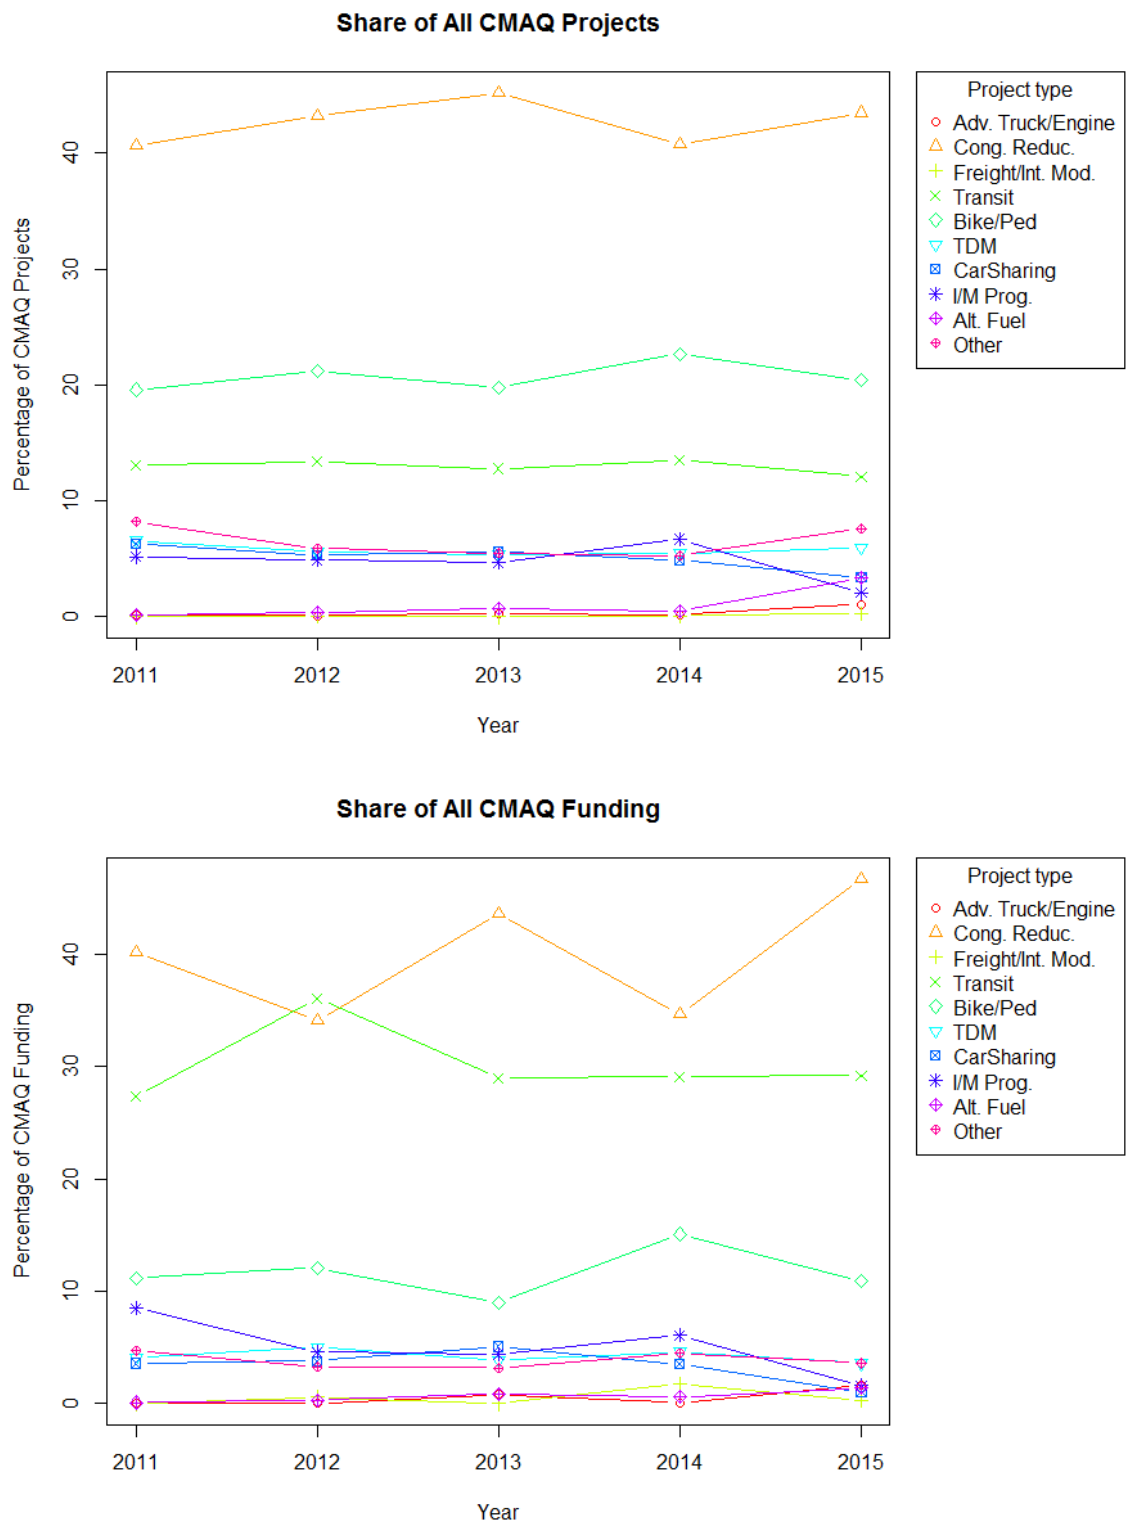 Share of All CMAQ Projects
Percentage of CMAQ Projects
40
30
20
10
0
2011 2012 2013 2014 2015
Year
Project type
Adv. Truck/Engine
Cong. Reduc.
Freight/Int. Mod.
Transit
Bike/Ped
TDM
CarSharing
I/M Prog.
Alt. Fuel
Other
Share of All CMAQ Funding
Percentage of CMAQ Funding
40
30
20
10
0
2011 2012 2013 2014 2015
Year
Project type
Adv. Truck/Engine
Cong. Reduc.
Freight/Int. Mod.
Transit
Bike/Ped
TDM
CarSharing
I/M Prog.
Alt. Fuel
Other